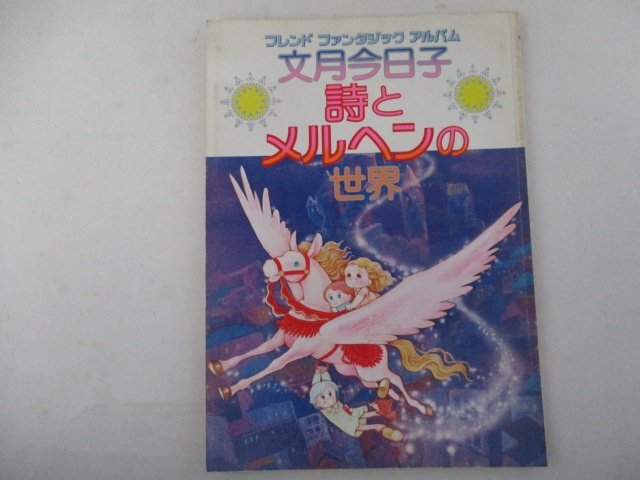 フレンド ファンタジック アルバム
文月今日子
詩と
メルヘンの
世界